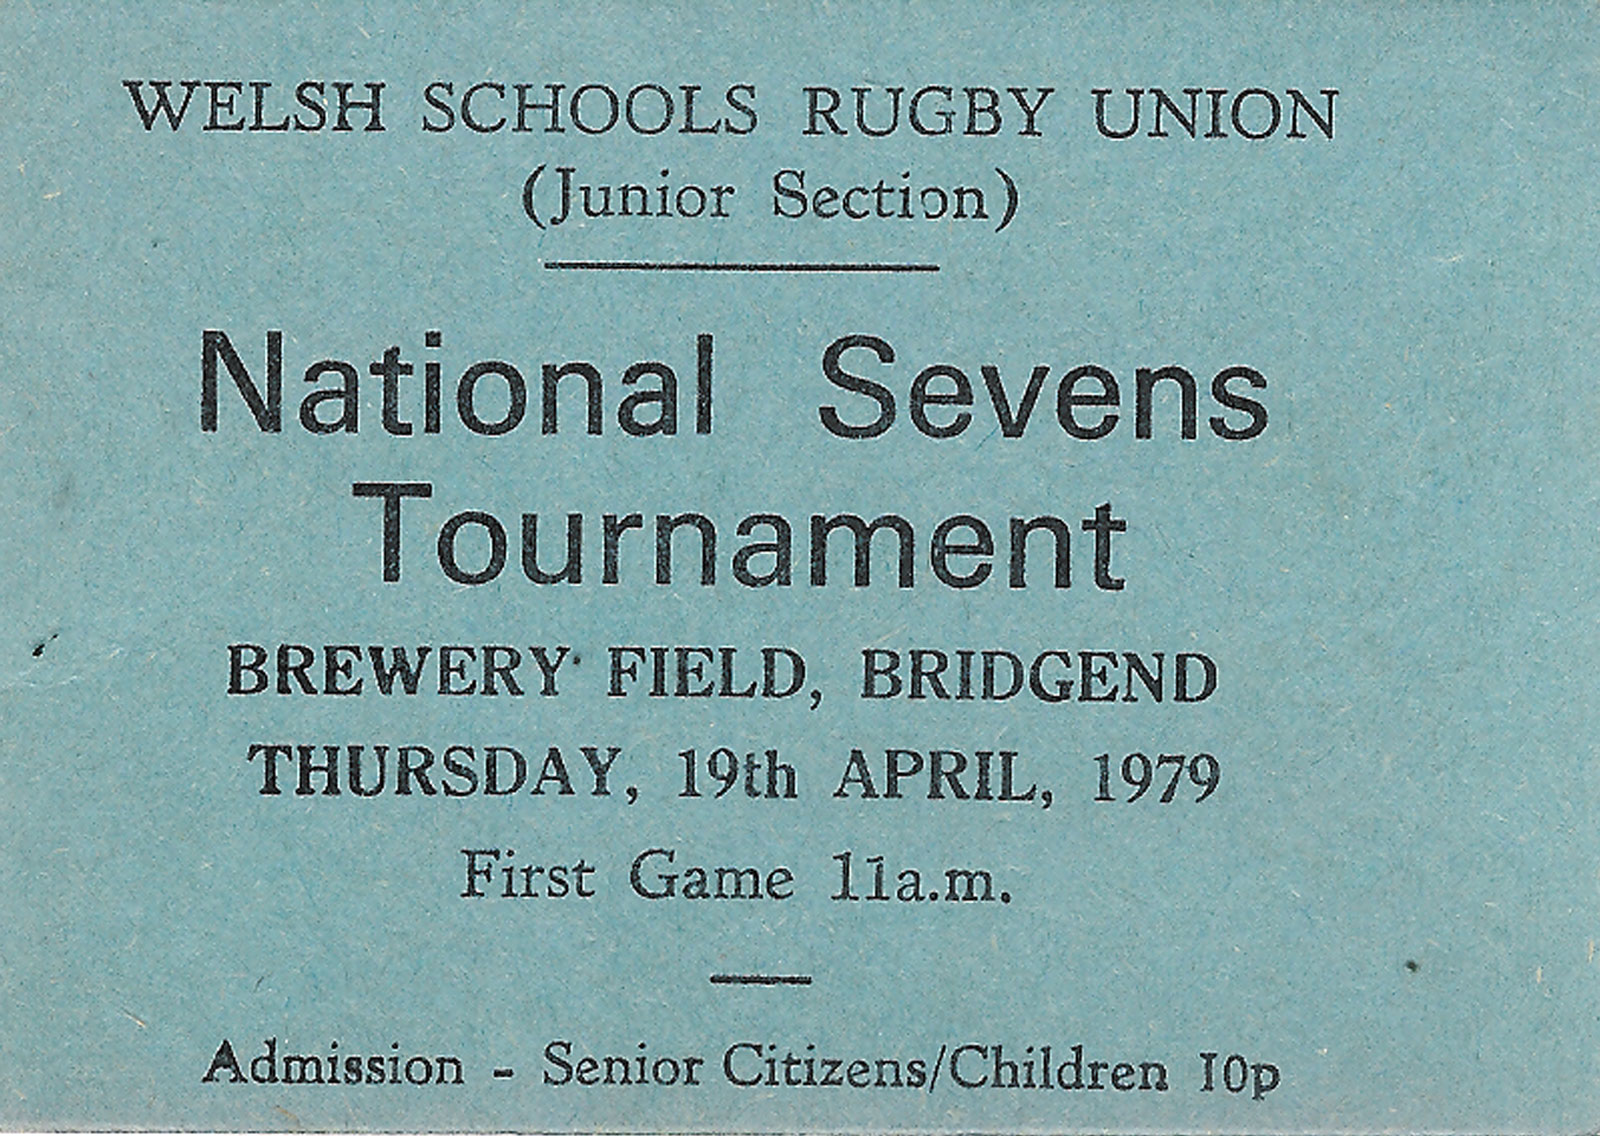 WELSH SCHOOLS RUGBY UNION
(Junior Section)
National Sevens
Tournament
BREWERY FIELD, BRIDGEND
THURSDAY, 19th APRIL, 1979
First Game 11a.m.
Admission - Senior Citizens/Children 10p